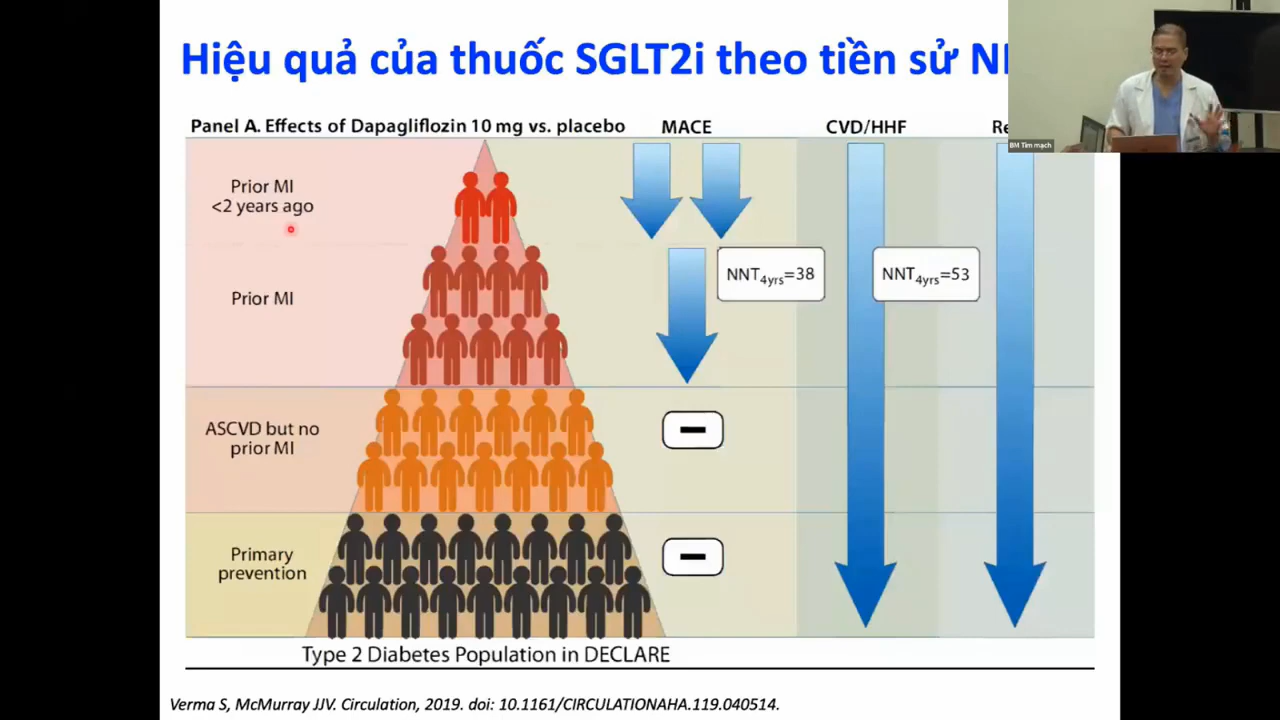 Hiệu quả của thuốc SGLT2i theo tiền sử
Panel A. Effects of Dapagliflozin 10 mg vs. placebo MACE CVD/HHF
BM Tim mạch
Prior MI
<2 years ago
NNT4yrs=38
NNT4yrs=53
Prior MI
ASCVD but no
prior MI
Primary
prevention
Type 2 Diabetes Population in DECLARE
Verma S, McMurray JJV. Circulation, 2019. doi: 10.1161/CIRCULATIONAHA.119.040514.